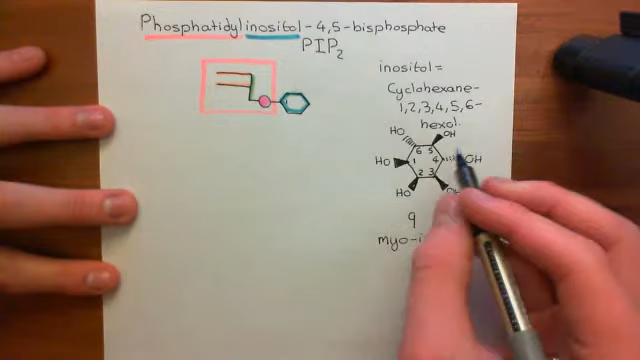 Phosphatidylinositol-4,5-bisphosphate
PIP2
inositol=
Cyclohexane-
1,2,3,4,5,6-
hexol.
HO OH
6 5
HO 1 4 OH
2 3
HO
9
myo-i